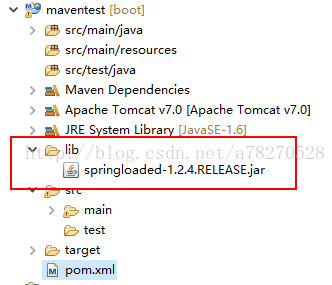 maventest [boot]
src/main/java
src/main/resources
src/test/java
Maven Dependencies
Apache Tomcat v7.0 [Apache Tomcat v7.0]
JRE System Library [JavaSE-1.6]
http://blog.csdn.net/a78270528
lib
springloaded-1.2.4.RELEASE.jar
src
main
test
target
pom.xml